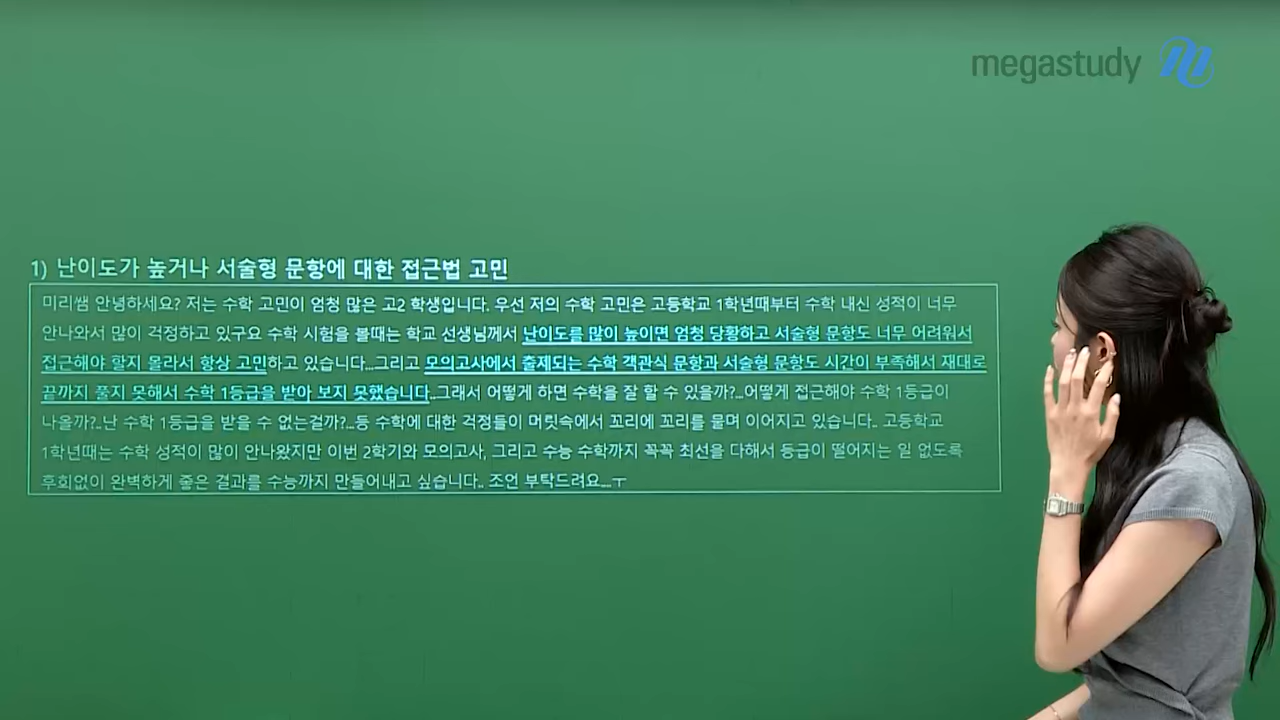 megastudy
1) 난이도가 높거나 서술형 문항에 대한 접근법 고민
미리쌤 안녕하세요? 저는 수학 고민이 엄청 많은 고2 학생입니다. 우선 저의 수학 고민은 고등학교 1학년때부터 수학 내신 성적이 너무
안나와서 많이 걱정하고 있구요 수학 시험을 볼때는 학교 선생님께서 난이도를 많이 높이면 엄청 당황하고 서술형 문항도 너무 어려워서
접근해야 할지 몰라서 항상 고민하고 있습니다...그리고 모의고사에서 출제되는 수학 객관식 문항과 서술형 문항도 시간이 부족해서 재대로
끝까지 풀지 못해서 수학 1등급을 받아 보지 못했습니다..그래서 어떻게 하면 수학을 잘 할 수 있을까?...어떻게 접근해야 수학 1등급이
나올까?..난 수학 1등급을 받을 수 없는걸까?..등 수학에 대한 걱정들이 머릿속에서 꼬리에 꼬리를 물며 이어지고 있습니다.. 고등학교
1학년때는 수학 성적이 많이 안나왔지만 이번 2학기와 모의고사, 그리고 수능 수학까지 꼭꼭 최선을 다해서 등급이 떨어지는 일 없도록
후회없이 완벽하게 좋은 결과를 수능까지 만들어내고 싶습니다.. 조언 부탁드려요...ㅜ